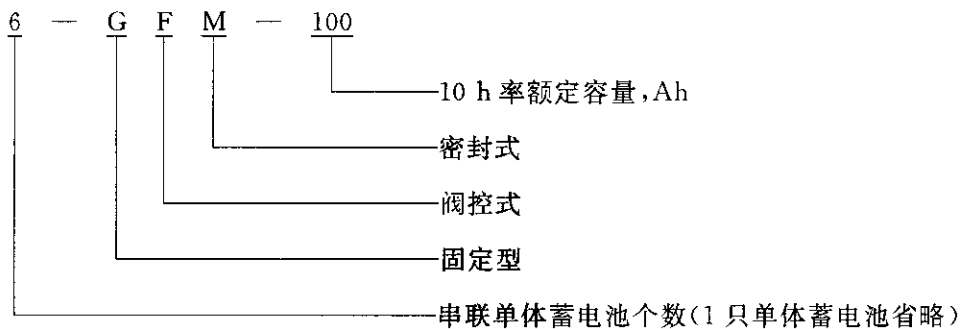 6 — G F M — 100
10 h 率额定容量,Ah
密封式
阀控式
固定型
串联单体蓄电池个数(1 只单体蓄电池省略)